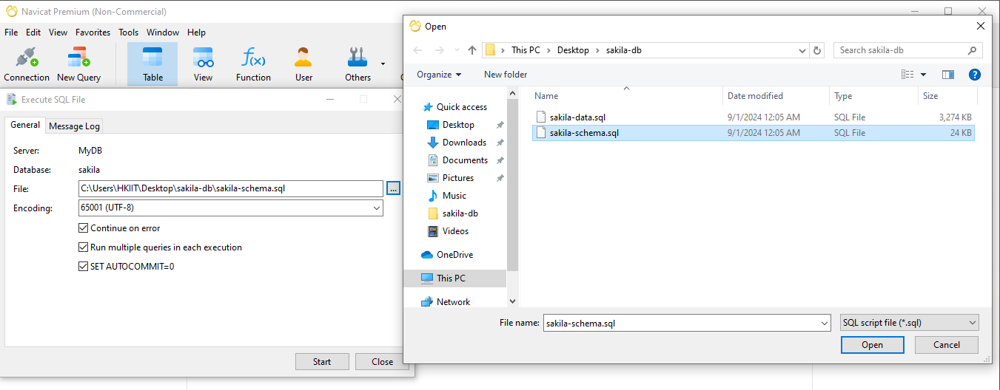 Navicat Premium (Non-Commercial)
File Edit View Favorites Tools Window Help
Connection New Query Table View Function User Others
Execute SQL File
General Message Log
Server: MyDB
Database: sakila
File: C:\Users\HKIIT\Desktop\sakila-db\sakila-schema.sql ...
Encoding: 65001 (UTF-8)
Continue on error
Run multiple queries in each execution
SET AUTOCOMMIT=0
Start Close
Open
This PC > Desktop > sakila-db Search sakila-db
Organize New folder
Name Date modified Type Size
sakila-data.sql 9/1/2024 12:05 AM SQL File 3,274 KB
sakila-schema.sql 9/1/2024 12:05 AM SQL File 24 KB
Quick access
Desktop
Downloads
Documents
Pictures
Music
sakila-db
Videos
OneDrive
This PC
Network
File name: sakila-schema.sql SQL script file (*.sql)
Open Cancel